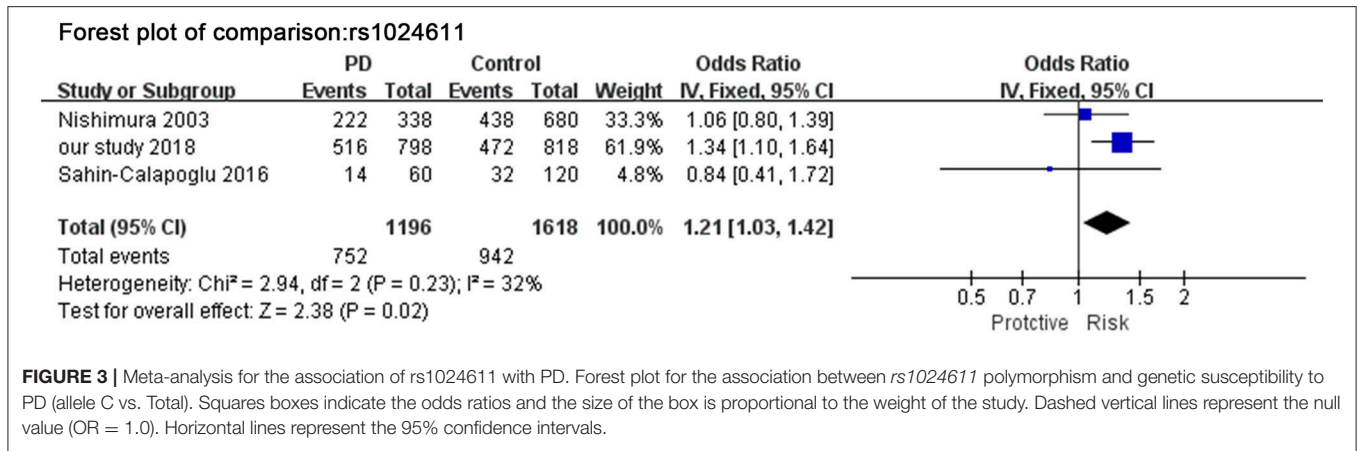 Forest plot of comparison:rs1024611
PD Control Odds Ratio Odds Ratio
Study or Subgroup Events Total Events Total Weight IV, Fixed, 95% CI IV, Fixed, 95% CI
Nishimura 2003 222 338 438 680 33.3% 1.06 [0.80, 1.39]
our study 2018 516 798 472 818 61.9% 1.34 [1.10, 1.64]
Sahin-Calapoglu 2016 14 60 32 120 4.8% 0.84 [0.41, 1.72]
Total (95% CI) 1196 1618 100.0% 1.21 [1.03, 1.42]
Total events 752 942
Heterogeneity: Chi² = 2.94, df = 2 (P = 0.23); I² = 32%
Test for overall effect: Z = 2.38 (P = 0.02)
0.5 0.7 1 1.5 2
Protctive Risk
FIGURE 3 | Meta-analysis for the association of rs1024611 with PD. Forest plot for the association between rs1024611 polymorphism and genetic susceptibility to
PD (allele C vs. Total). Squares boxes indicate the odds ratios and the size of the box is proportional to the weight of the study. Dashed vertical lines represent the null
value (OR = 1.0). Horizontal lines represent the 95% confidence intervals.